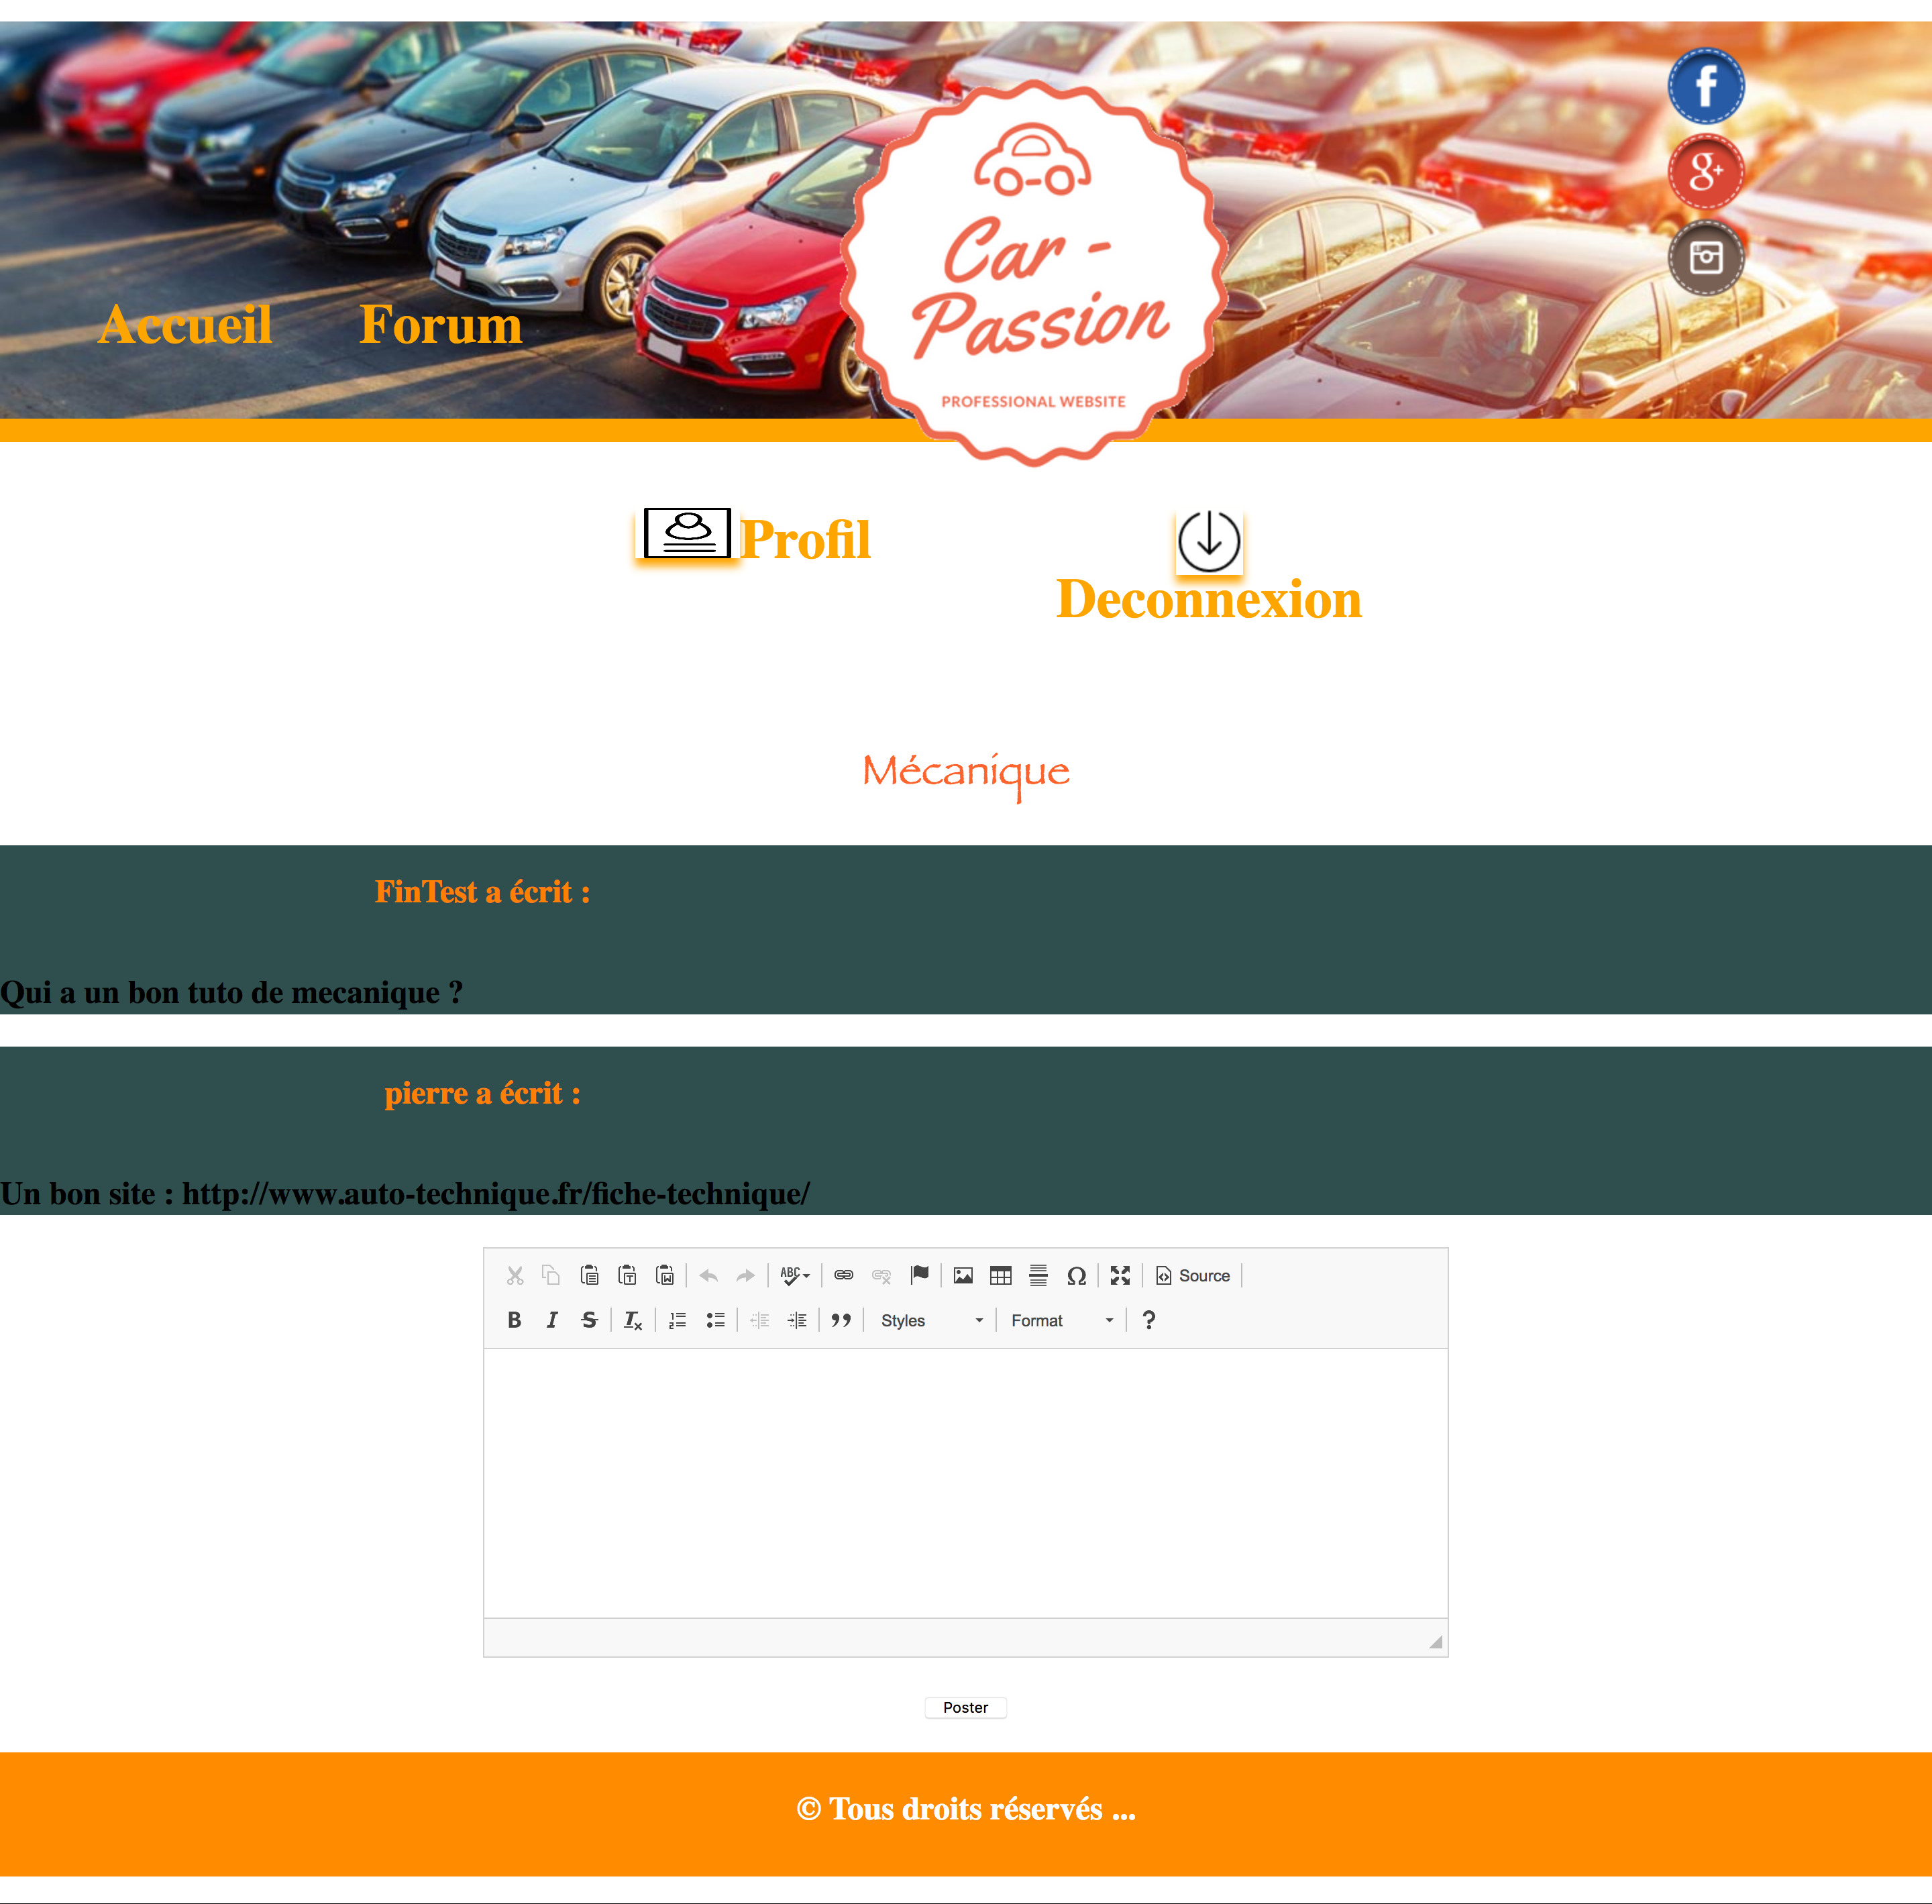 Accueil Forum
Car -
Passion
PROFESSIONAL WEBSITE
Profil
Deconnexion
Mécanique
FinTest a écrit :
Qui a un bon tuto de mecanique ?
pierre a écrit :
Un bon site : http://www.auto-technique.fr/fiche-technique/
ABC Source
Styles Format ?
Poster
© Tous droits réservés ...